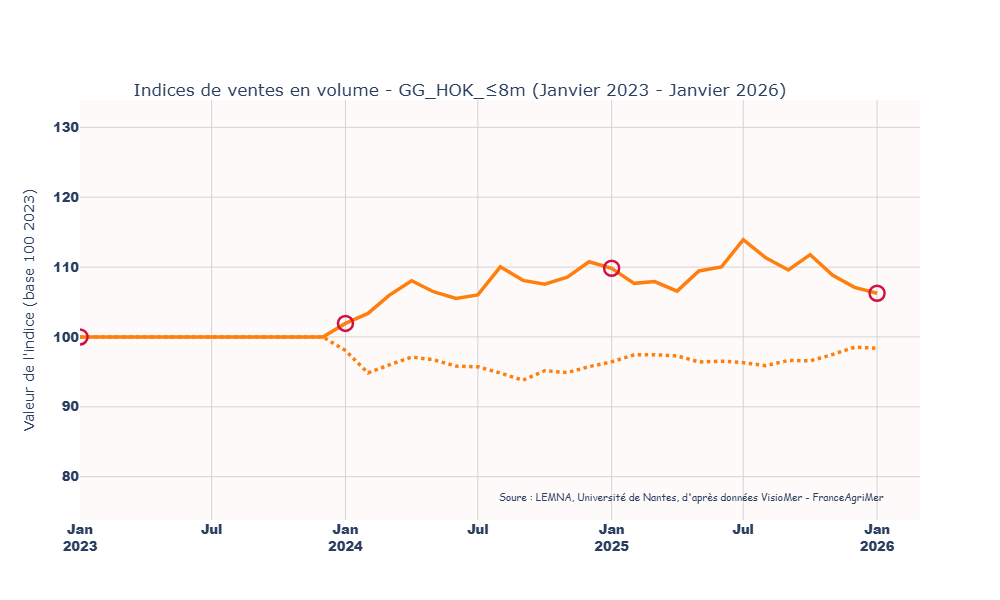 Indices de ventes en volume - GG_HOK_≤8m (Janvier 2023 - Janvier 2026)
Valeur de l'indice (base 100 2023)
130
120
110
100
90
80
Soure : LEMNA, Université de Nantes, d'après données VisioMer - FranceAgriMer
Jan Jul Jan Jul Jan Jul Jan
2023 2024 2025 2026